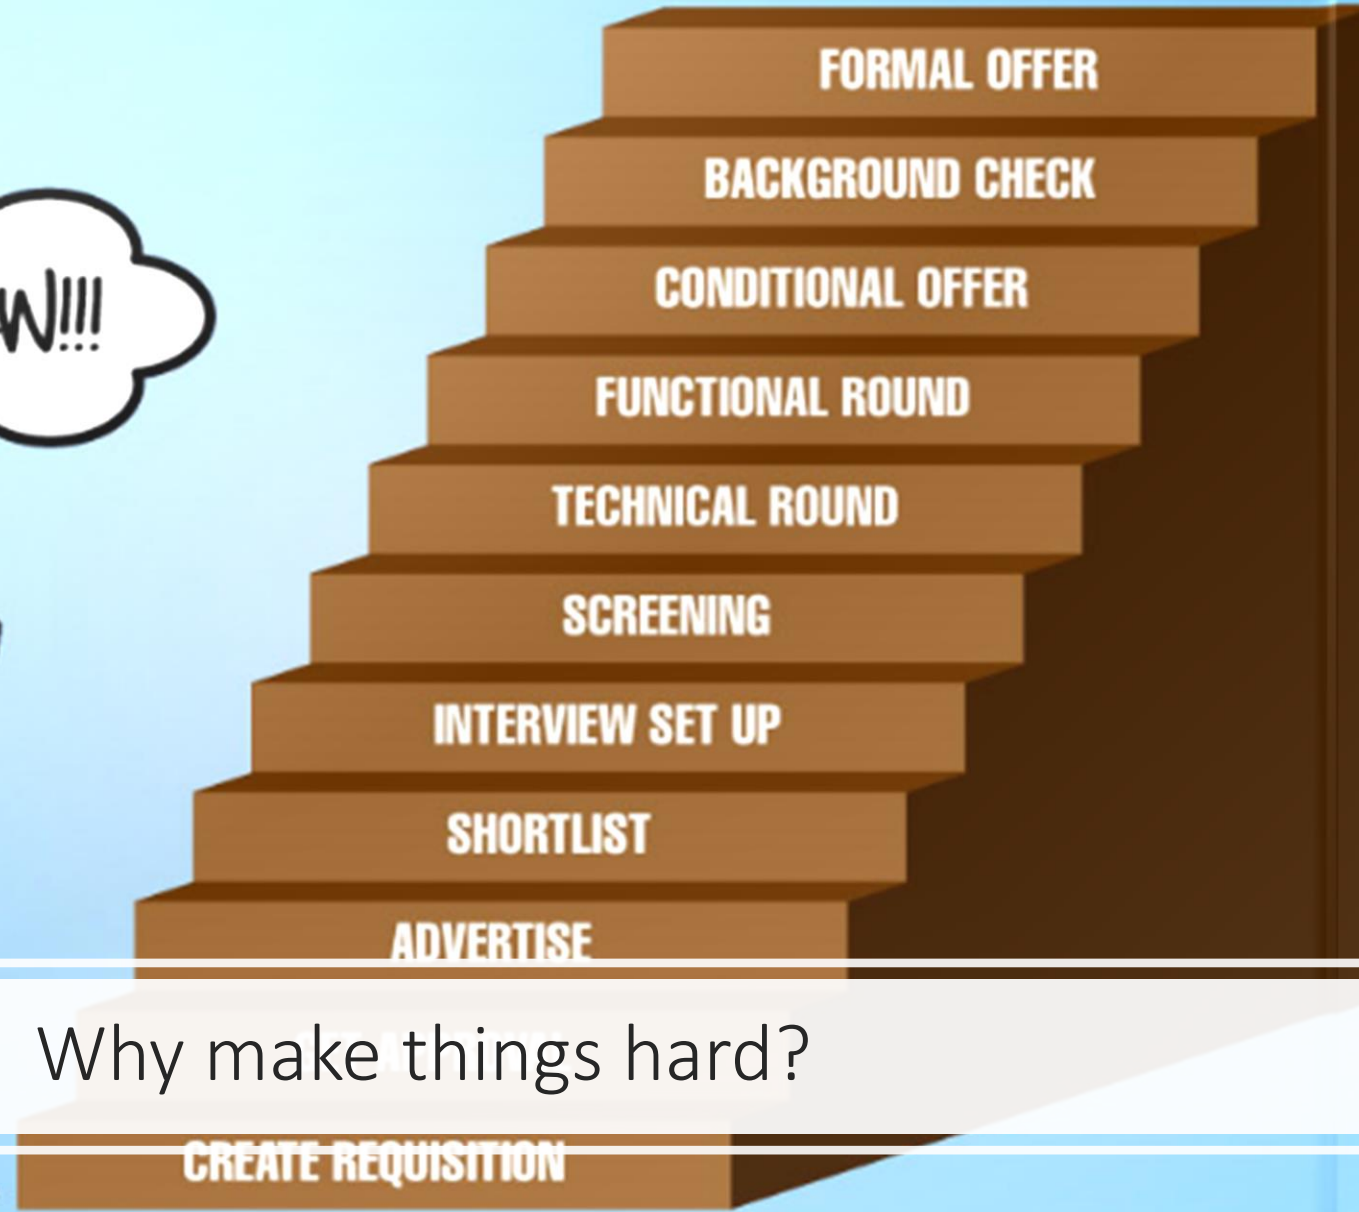 FORMAL OFFER
BACKGROUND CHECK
CONDITIONAL OFFER
FUNCTIONAL ROUND
TECHNICAL ROUND
SCREENING
INTERVIEW SET UP
SHORTLIST
ADVERTISE
Why make things hard?
CREATE REQUISITION